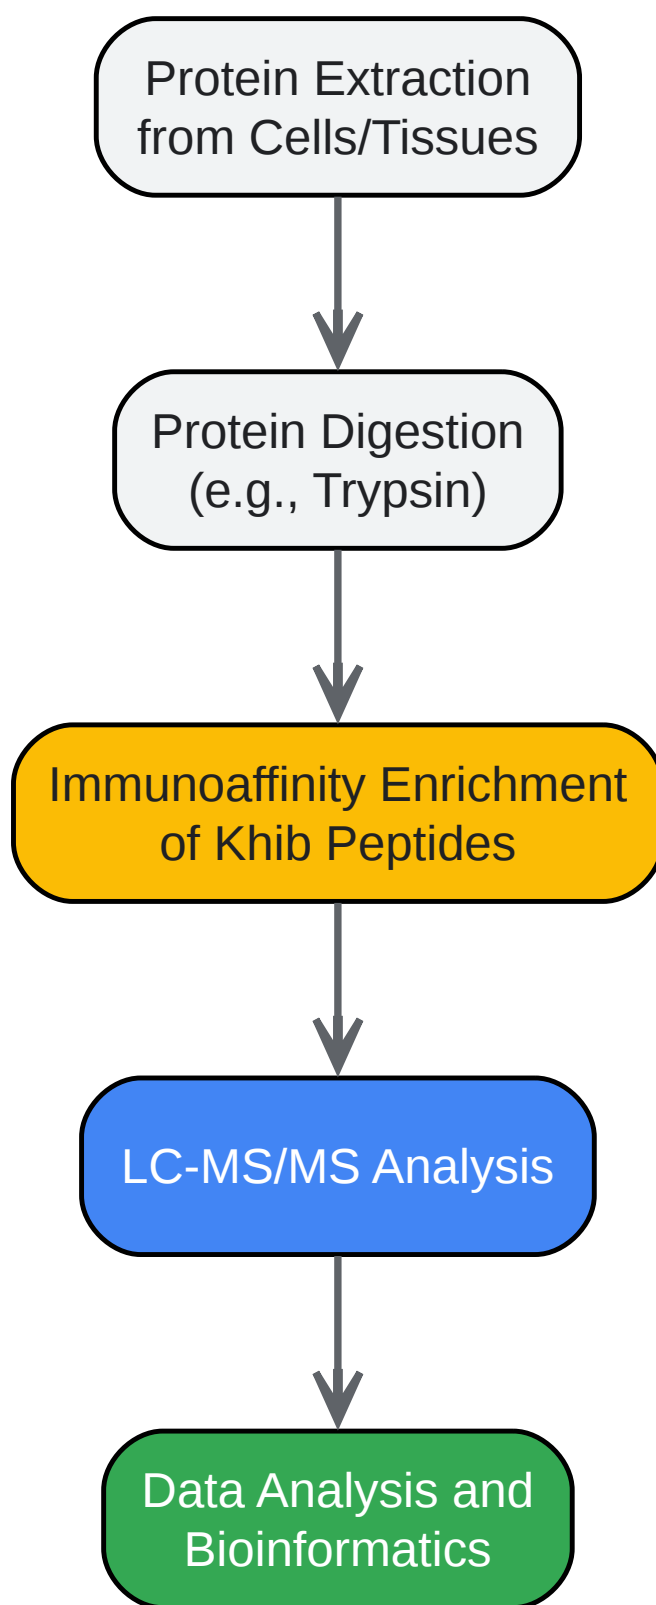 Protein Extraction
from Cells/Tissues
Protein Digestion
(e.g., Trypsin)
Immunoaffinity Enrichment
of Khib Peptides
LC-MS/MS Analysis
Data Analysis and
Bioinformatics